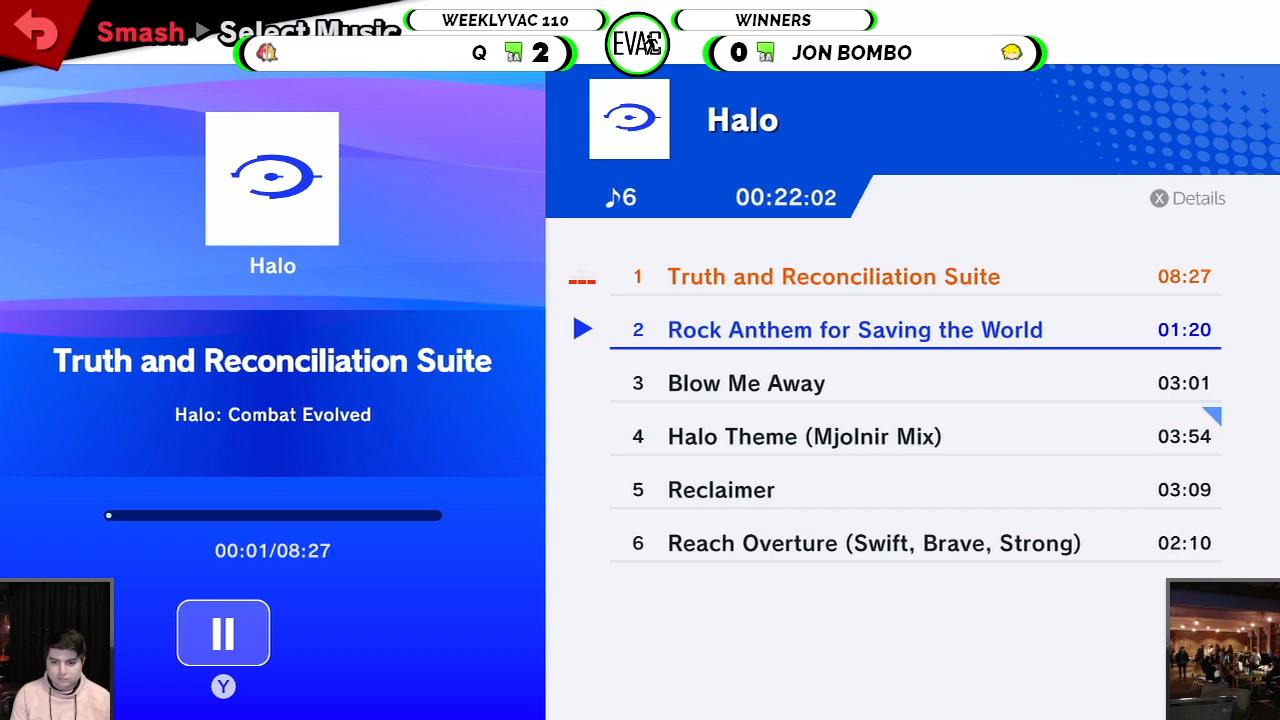 Smash ▶ Select Music
WEEKLYVAC 110
WINNERS
Q
SA
2
EVAC
0
SA
JON BOMBO
Halo
Truth and Reconciliation Suite
Halo: Combat Evolved
00:01/08:27
Y
Halo
♪6 00:22:02
X Details
1 Truth and Reconciliation Suite 08:27
2 Rock Anthem for Saving the World 01:20
3 Blow Me Away 03:01
4 Halo Theme (Mjolnir Mix) 03:54
5 Reclaimer 03:09
6 Reach Overture (Swift, Brave, Strong) 02:10